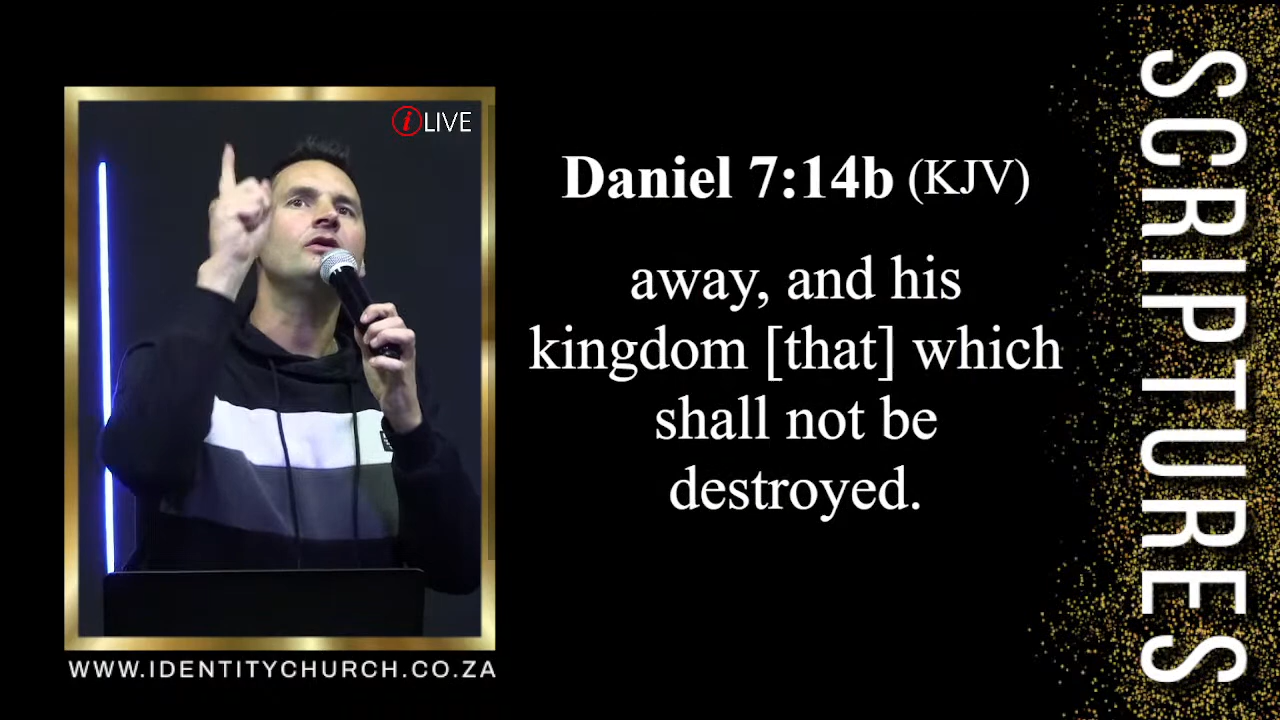 i LIVE
WWW.IDENTITYCHURCH.CO.ZA
Daniel 7:14b (KJV)
away, and his
kingdom [that] which
shall not be
destroyed.
SCRIPTURES